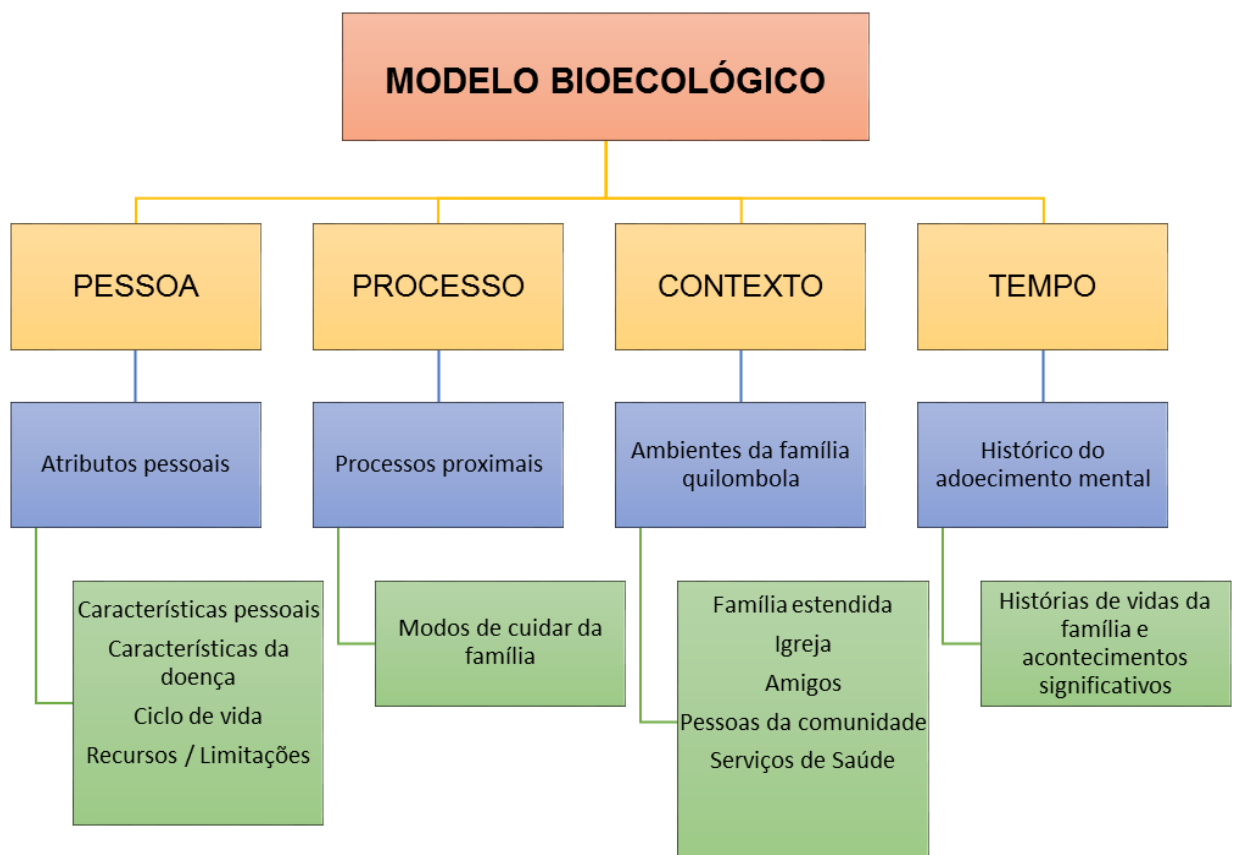 MODELO BIOECOLÓGICO
PESSOA
PROCESSO
CONTEXTO
TEMPO
Atributos pessoais
Processos proximais
Ambientes da família
quilombola
Histórico do
adoecimento mental
Características pessoais
Características da
doença
Ciclo de vida
Recursos / Limitações
Modos de cuidar da
família
Família estendida
Igreja
Amigos
Pessoas da comunidade
Serviços de Saúde
Histórias de vidas da
família e
acontecimentos
significativos